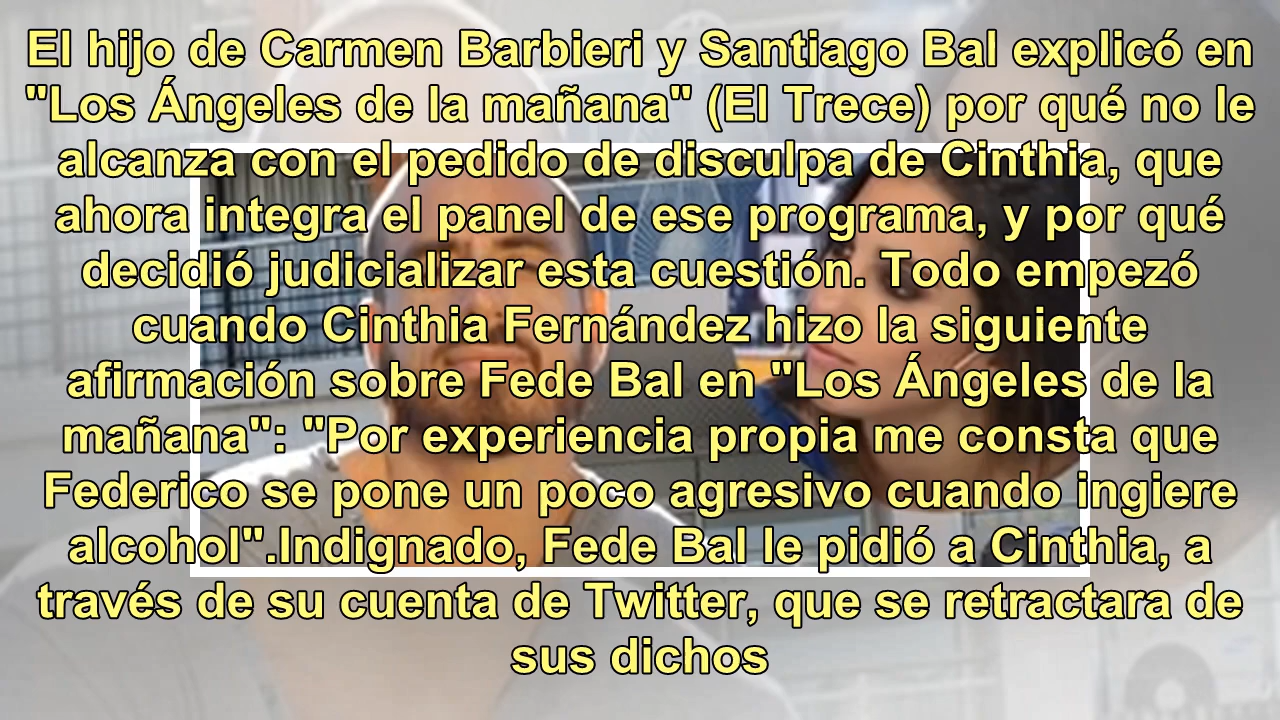 El hijo de Carmen Barbieri y Santiago Bal explicó en
"Los Ángeles de la mañana" (El Trece) por qué no le
alcanza con el pedido de disculpa de Cinthia, que
ahora integra el panel de ese programa, y por qué
decidió judicializar esta cuestión. Todo empezó
cuando Cinthia Fernández hizo la siguiente
afirmación sobre Fede Bal en "Los Ángeles de la
mañana": "Por experiencia propia me consta que
Federico se pone un poco agresivo cuando ingiere
alcohol".Indignado, Fede Bal le pidió a Cinthia, a
través de su cuenta de Twitter, que se retractara de
sus dichos